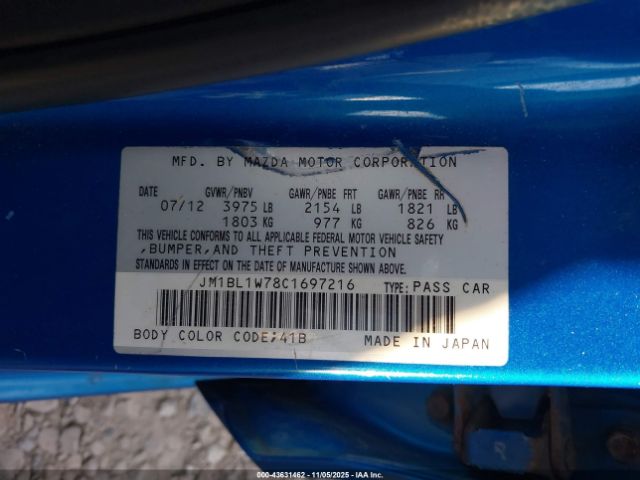 MFD. BY MAZDA MOTOR CORPORATION
DATE GVWR/PNBV GAWR/PNBE FRT GAWR/PNBE RR
07/12 3975 LB 2154 LB 1821 LB
1803 KG 977 KG 826 KG
THIS VEHICLE CONFORMS TO ALL APPLICABLE FEDERAL MOTOR VEHICLE SAFETY
,BUMPER,AND THEFT PREVENTION
STANDARDS IN EFFECT ON THE DATE OF MANUFACTURE SHOWN ABOVE.
JM1BL1W78C1697216 TYPE: PASS CAR
BODY COLOR CODE;41B MADE IN JAPAN
000-43631462 - 11/05/2025 - IAA Inc.